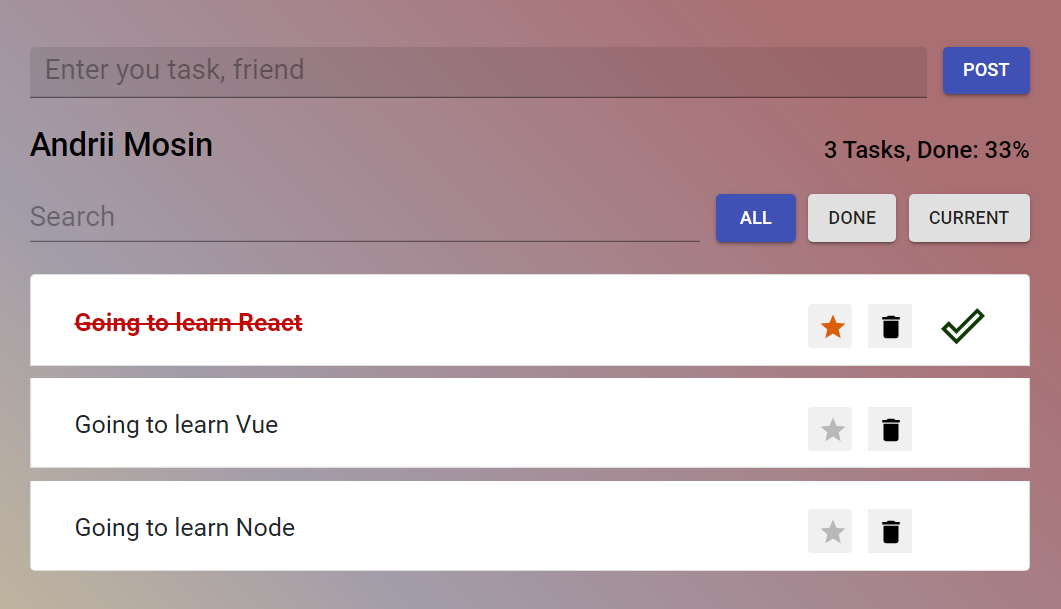 Enter you task, friend
POST
Andrii Mosin
3 Tasks, Done: 33%
Search
ALL
DONE
CURRENT
Going to learn React
Going to learn Vue
Going to learn Node